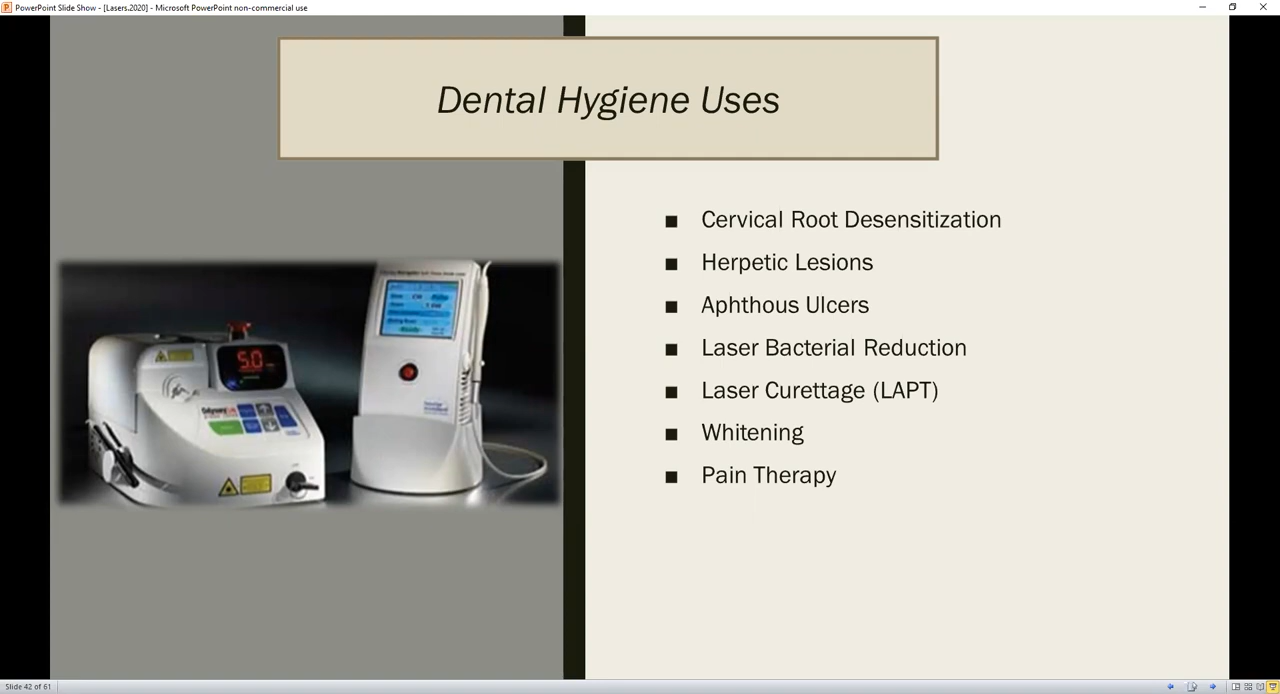 PowerPoint Slide Show - [Lasers.2020] - Microsoft PowerPoint non-commercial use
Dental Hygiene Uses
■ Cervical Root Desensitization
■ Herpetic Lesions
■ Aphthous Ulcers
■ Laser Bacterial Reduction
■ Laser Curettage (LAPT)
■ Whitening
■ Pain Therapy
5.0
Odyssey
Slide 42 of 61